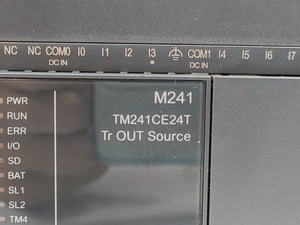 NC NC COM0 I0 I1 I2 I3 COM1 I4 I5 I6 I7
DC IN DC IN
M241
TM241CE24T
Tr OUT Source
PWR
RUN
ERR
I/O
SD
BAT
SL1
SL2
TM4